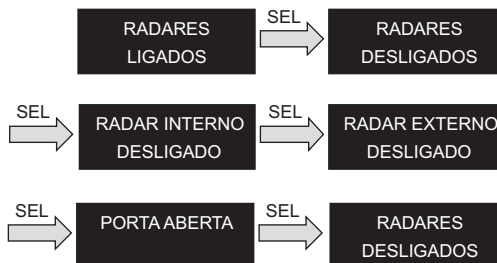 RADARES
LIGADOS
SEL
RADARES
DESLIGADOS
SEL
RADAR INTERNO
DESLIGADO
SEL
RADAR EXTERNO
DESLIGADO
SEL
PORTA ABERTA
SEL
RADARES
DESLIGADOS